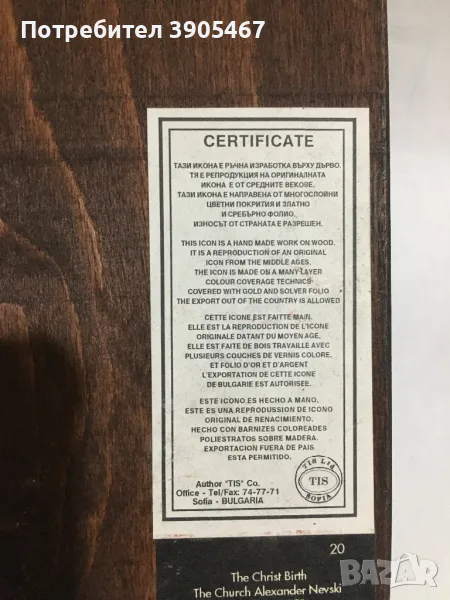 Потребител 3905467
CERTIFICATE
ТАЗИ ИКОНА Е РЪЧНА ИЗРАБОТКА ВЪРХУ ДЪРВО.
ТЯ Е РЕПРОДУКЦИЯ НА ОРИГИНАЛНАТА
ИКОНА Е ОТ СРЕДНИТЕ ВЕКОВЕ.
ТАЗИ ИКОНА Е НАПРАВЕНА ОТ МНОГОСЛОЙНИ
ЦВЕТНИ ПОКРИТИЯ И ЗЛАТНО
И СРЕБЪРНО ФОЛИО.
ИЗНОСЪТ ОТ СТРАНАТА Е РАЗРЕШЕН.
THIS ICON IS A HAND MADE WORK ON WOOD.
IT IS A REPRODUCTION OF AN ORIGINAL
ICON FROM THE MIDDLE AGES.
THE ICON IS MADE ON A MANY-LAYER
COLOUR COVERAGE TECHNICS
COVERED WITH GOLD AND SOLVER FOLIO
THE EXPORT OUT OF THE COUNTRY IS ALLOWED
CETTE ICONE EST FAITTE MAIN.
ELLE EST LA REPRODUCTION DE L'ICONE
ORIGINALE DATANT DU MOYEN AGE.
ELLE EST FAITE DE BOIS TRAVAILLE AVEC
PLUSIEURS COUCHES DE VERNIS COLORE,
ET FOLIO D'OR ET D'ARGENT
L'EXPORTATION DE CETTE ICONE
DE BULGARIE EST AUTORISEE.
ESTE ICONO ES HECHO A MANO,
ESTE ES UNA REPRODUSSION DE ICONO
ORIGINAL DE RENACIMIENTO.
HECHO CON BARNIZES COLOREADES
POLIESTRATOS SOBRE MADERA.
EXPORTACION FUERA DE PAIS
ESTA PERMITIDO.
Author "TIS" Co.
Office - Tel/Fax: 74-77-71
Sofia - BULGARIA
TIS Ltd
TIS
SOFIA
20
The Christ Birth
The Church Alexander Nevski
BAZAR